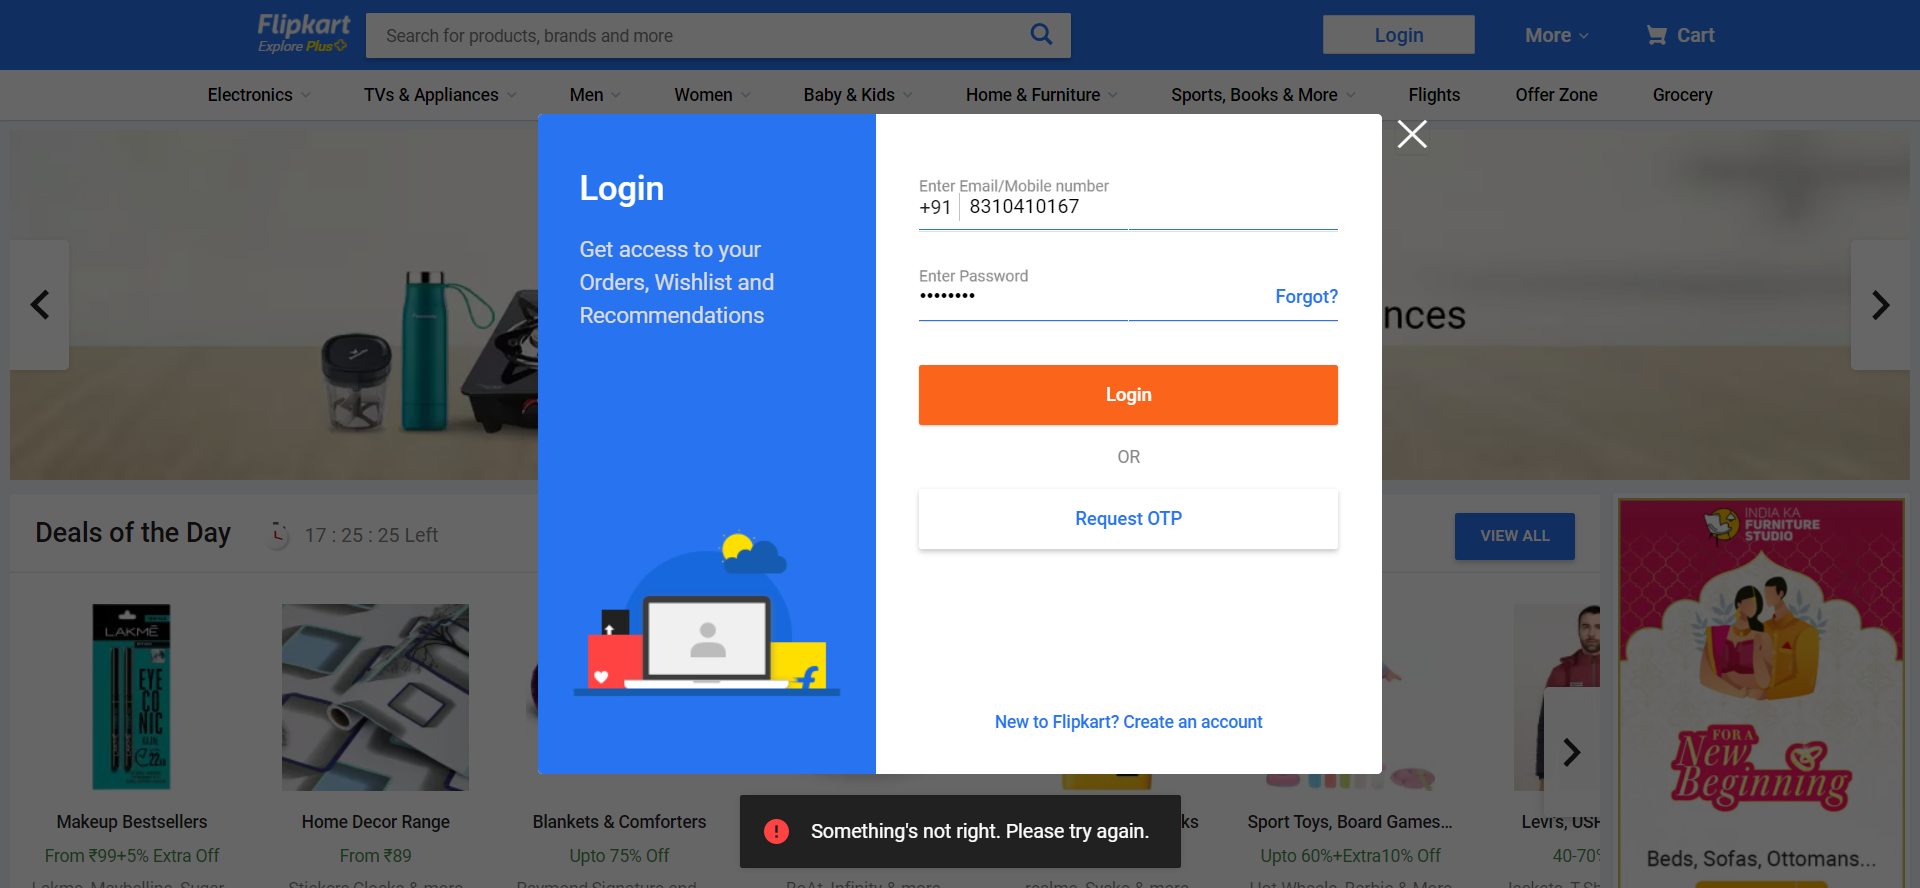 Flipkart
Explore Plus
Search for products, brands and more
Login
More
Cart
Electronics
TVs & Appliances
Men
Women
Baby & Kids
Home & Furniture
Sports, Books & More
Flights
Offer Zone
Grocery
Login
Get access to your
Orders, Wishlist and
Recommendations
Enter Email/Mobile number
+91 8310410167
Enter Password
••••••••
Forgot?
Login
OR
Request OTP
New to Flipkart? Create an account
nces
Deals of the Day
17 : 25 : 25 Left
VIEW ALL
INDIA KA
FURNITURE
STUDIO
LAKMÉ
EYE
CO
NIC
KAJAL
22
FOR A
New
Beginning
Makeup Bestsellers
Home Decor Range
Blankets & Comforters
ks
Sport Toys, Board Games...
Levi's, USP
From ₹99+5% Extra Off
From ₹89
Upto 75% Off
Upto 60%+Extra10% Off
40-70%
Something's not right. Please try again.
Beds, Sofas, Ottomans...
Lakme, Maybelline, Sugar
Stickers, Clocks & more
Raymond Signature and
BoAt, Infinity & more
realme, Syska & more
Hot Wheels, Barbie & More